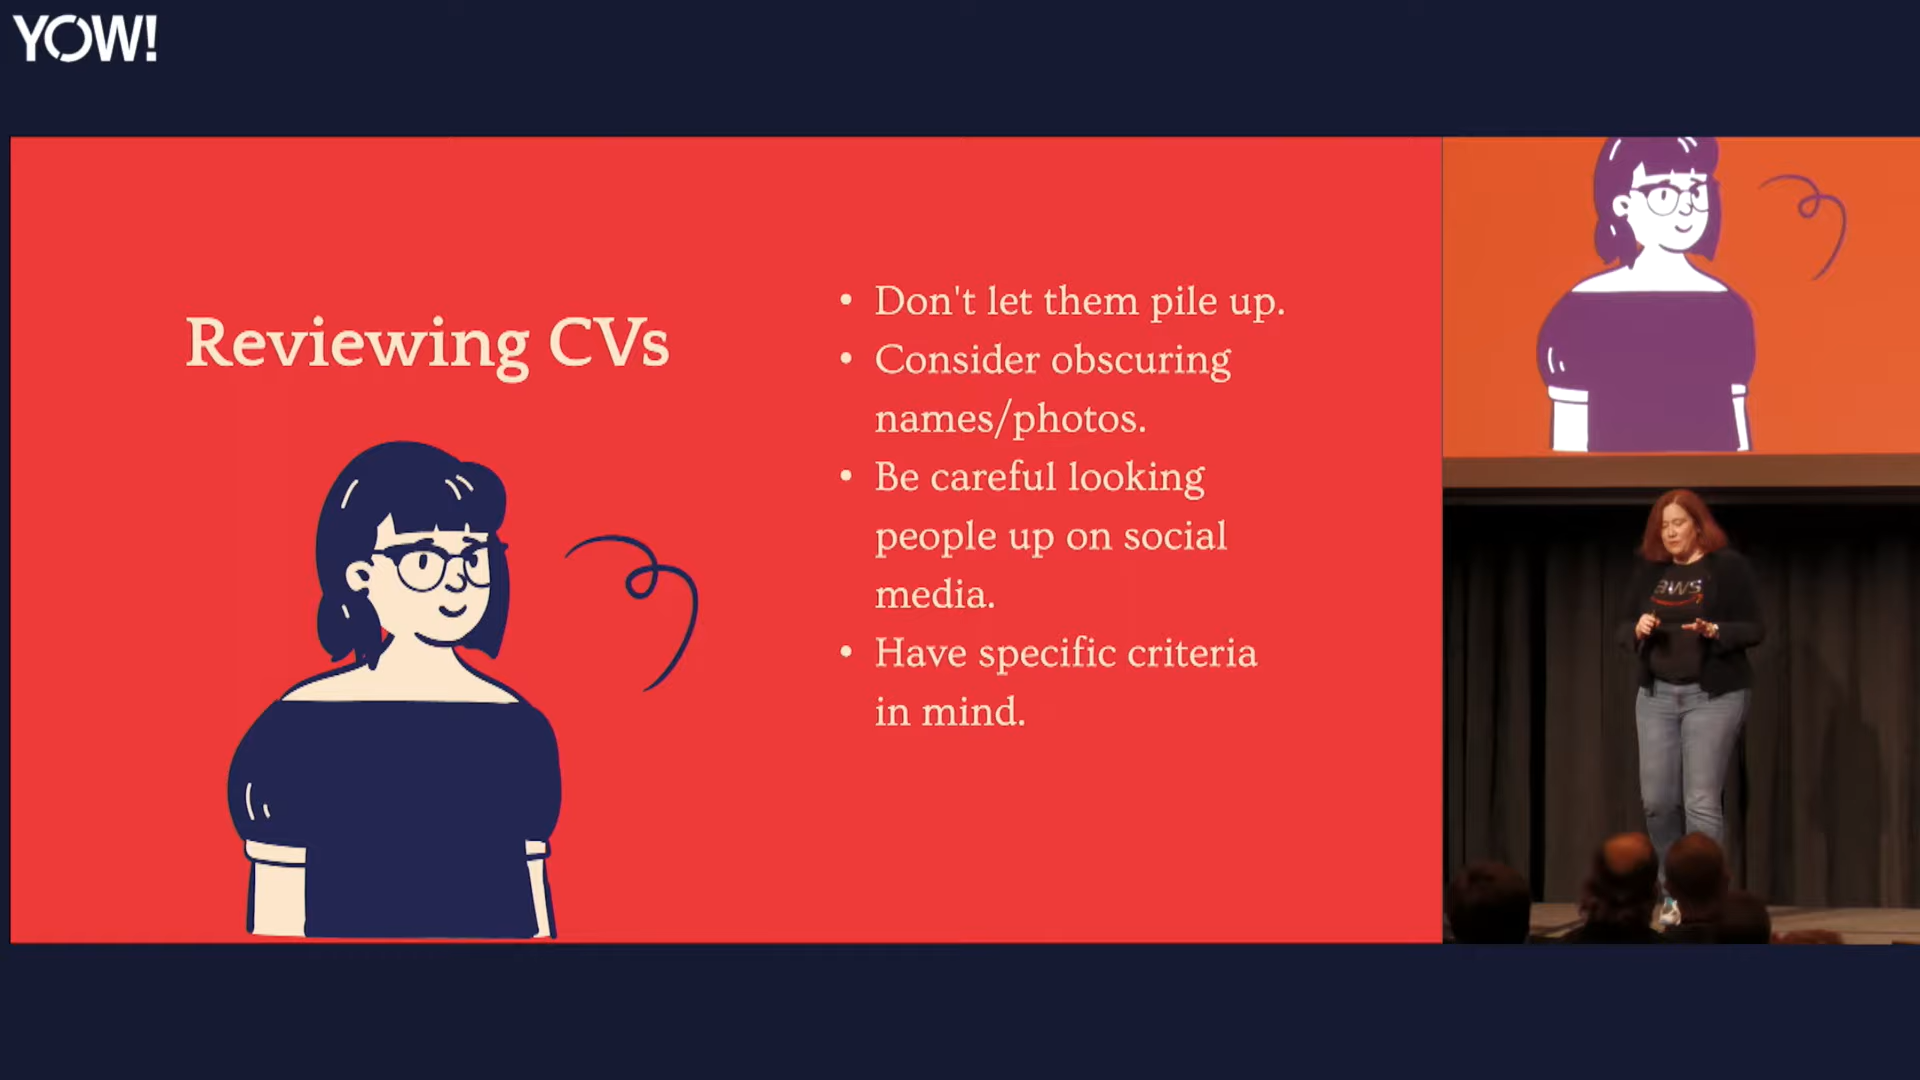 YOW!
Reviewing CVs
• Don't let them pile up.
• Consider obscuring
names/photos.
• Be careful looking
people up on social
media.
• Have specific criteria
in mind.
aws